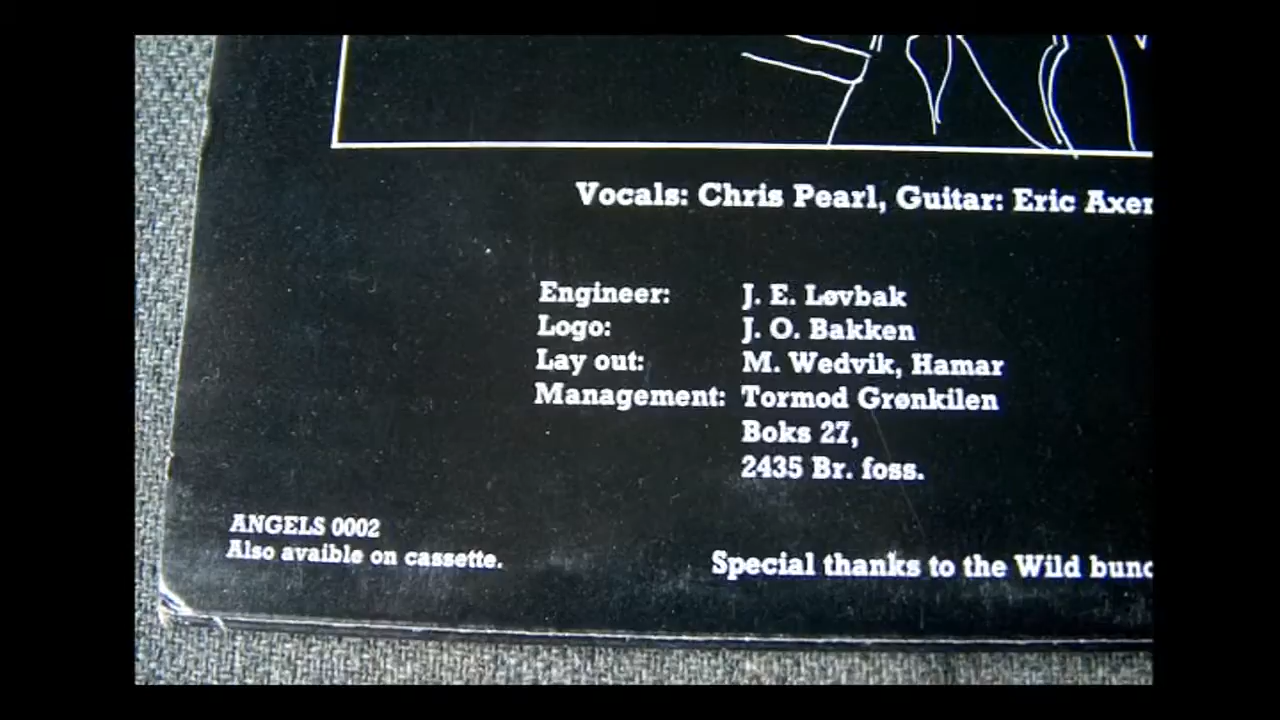 Vocals: Chris Pearl, Guitar: Eric Axe
Engineer: J. E. Løvbak
Logo: J. O. Bakken
Lay out: M. Wedvik, Hamar
Management: Tormod Grønkilen
Boks 27,
2435 Br. foss.
ANGELS 0002
Also avaible on cassette.
Special thanks to the Wild bunc